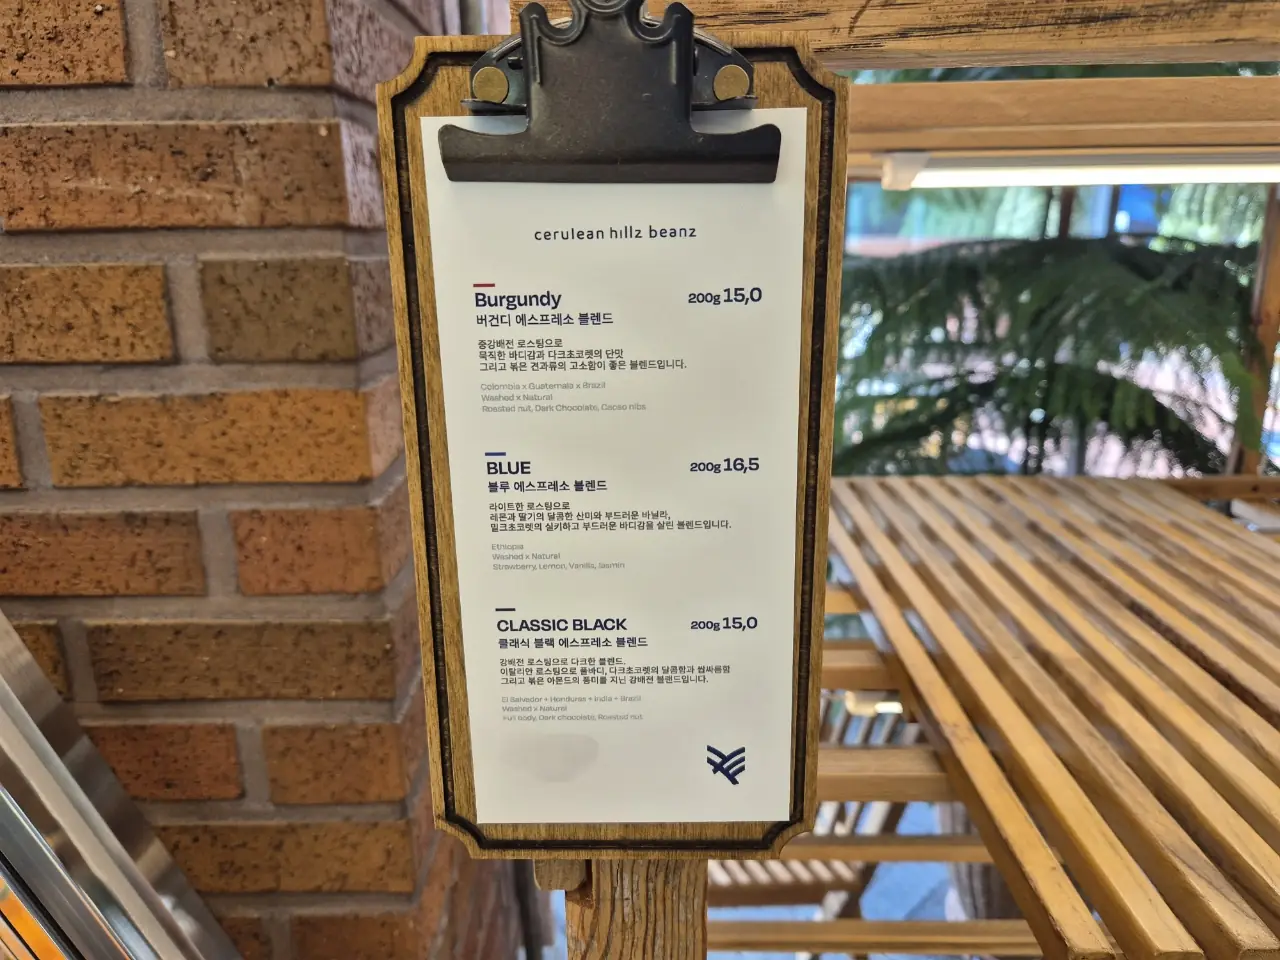 cerulean hillz beanz
Burgundy 200g 15,0
버건디 에스프레소 블렌드
중강배전 로스팅으로
묵직한 바디감과 다크초코렛의 단맛
그리고 볶은 견과류의 고소함이 좋은 블렌드입니다.
Colombia x Guatemala x Brazil
Washed x Natural
Roasted nut, Dark Chocolate, Cacao nibs
BLUE 200g 16,5
블루 에스프레소 블렌드
라이트한 로스팅으로
레몬과 딸기의 달콤한 산미와 부드러운 바닐라,
밀크초코렛의 실키하고 부드러운 바디감을 살린 블렌드입니다.
Ethiopia
Washed x Natural
Strawberry, Lemon, Vanilla, Jasmin
CLASSIC BLACK 200g 15,0
클래식 블랙 에스프레소 블렌드
강배전 로스팅으로 다크한 블렌드.
이탈리안 로스팅으로 풀바디, 다크초코렛의 달콤함과 쌉싸름함
그리고 볶은 아몬드의 풍미를 지닌 강배전 블렌드입니다.
El Salvador + Honduras + India + Brazil
Washed x Natural
Full body, Dark chocolate, Roasted nut